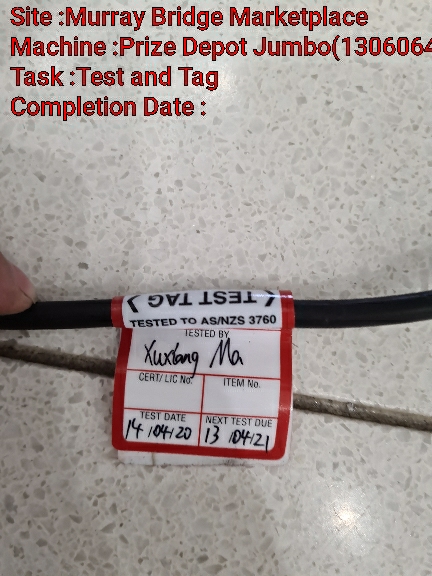 Site :Murray Bridge Marketplace
Machine :Prize Depot Jumbo(1306064
Task :Test and Tag
Completion Date :
TEST TAG
TESTED TO AS/NZS 3760
TESTED BY
Xuxiang Ma
CERT/ LIC No. ITEM No.
TEST DATE NEXT TEST DUE
14 /04/20 13 /04/21